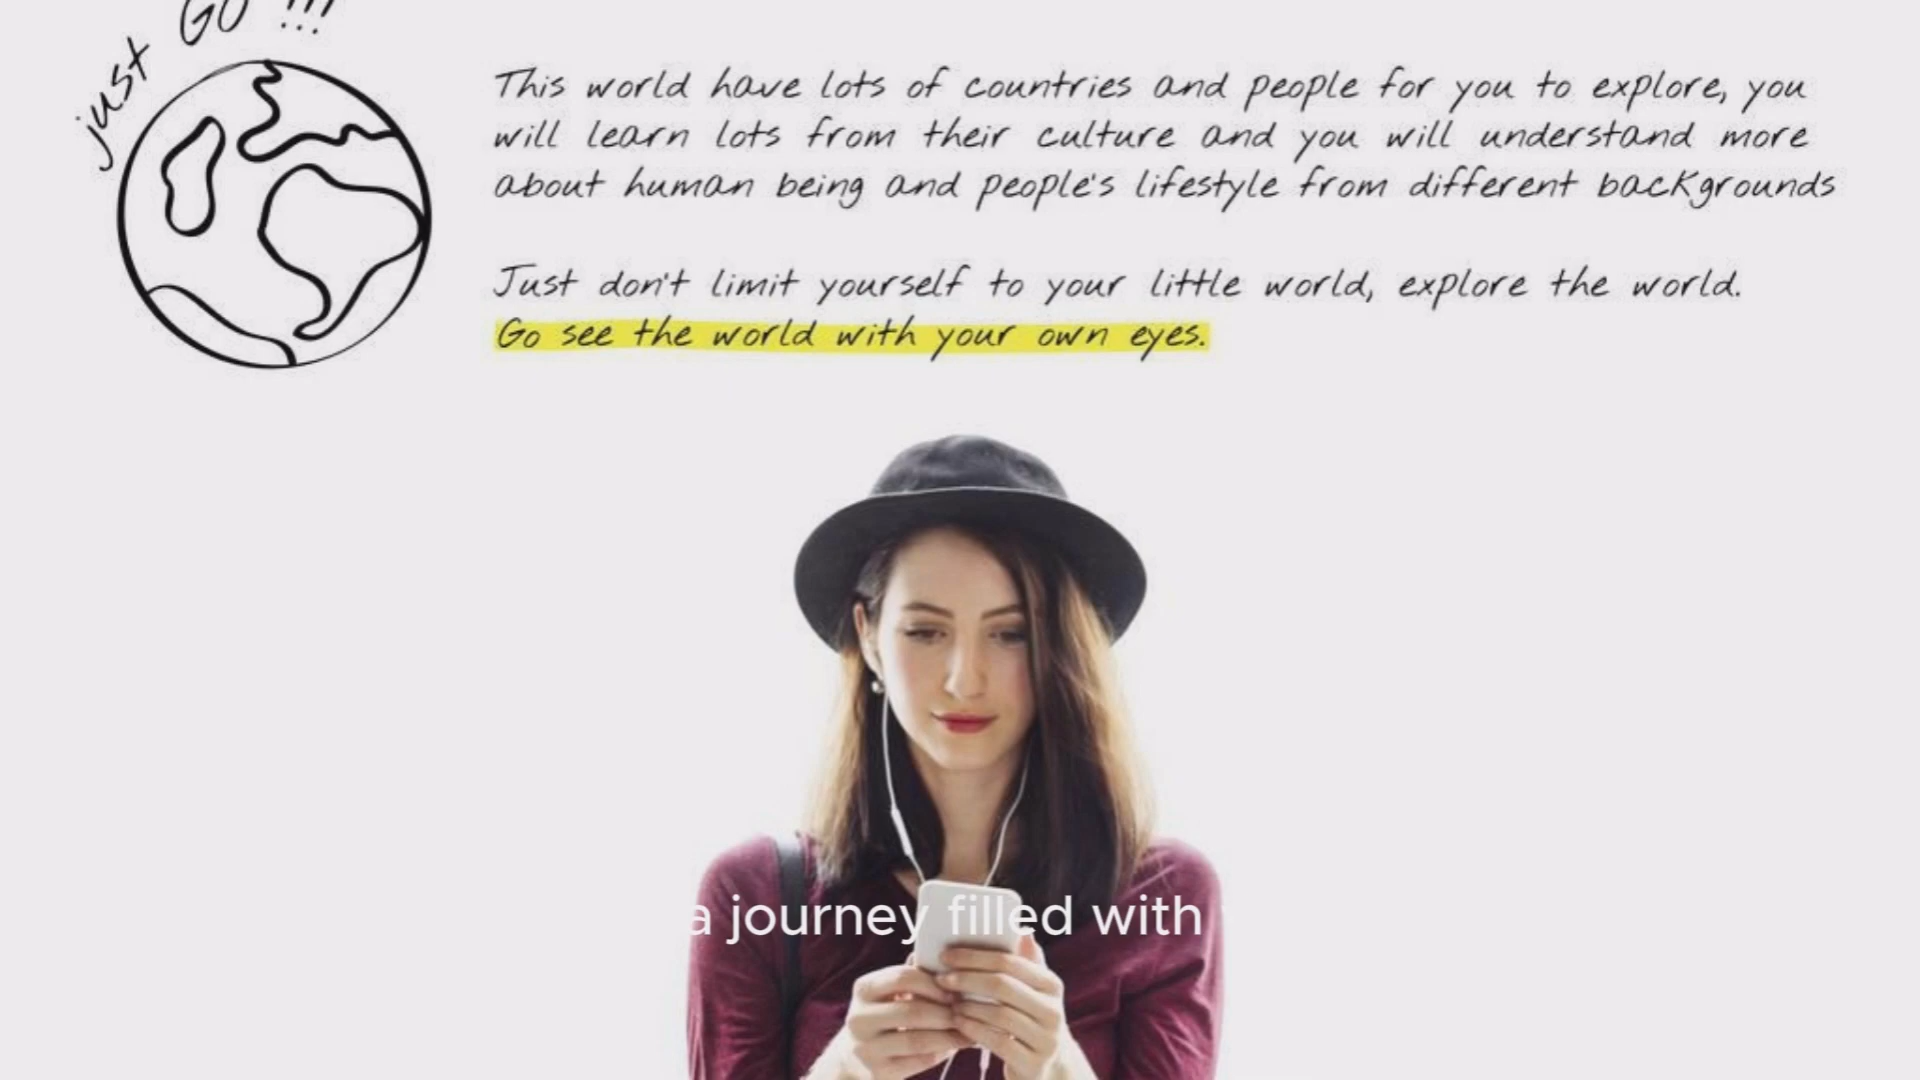 just GO !!!
This world have lots of countries and people for you to explore, you
will learn lots from their culture and you will understand more
about human being and people's lifestyle from different backgrounds
Just don't limit yourself to your little world, explore the world.
Go see the world with your own eyes.
a journey filled with